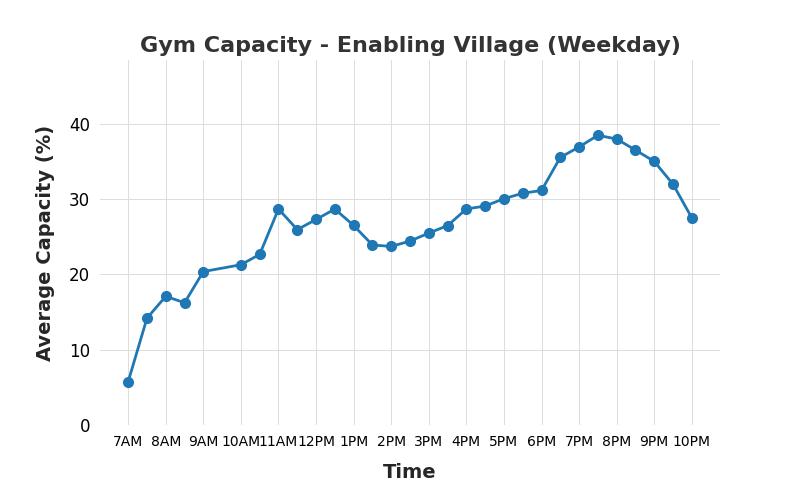 Gym Capacity - Enabling Village (Weekday)
Average Capacity (%)
40
30
20
10
0
7AM 8AM 9AM 10AM 11AM 12PM 1PM 2PM 3PM 4PM 5PM 6PM 7PM 8PM 9PM 10PM
Time